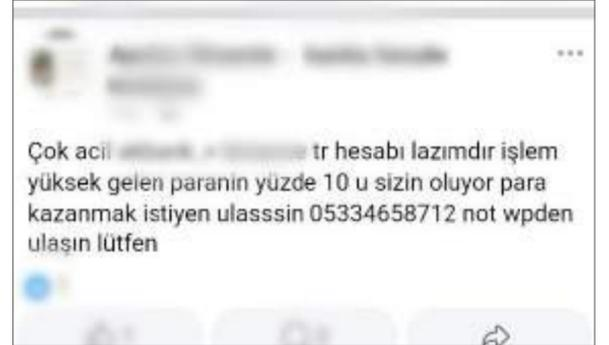 Çok acil tr hesabı lazımdır işlem
yüksek gelen paranin yüzde 10 u sizin oluyor para
kazanmak istiyen ulasssin 05334658712 not wpden
ulaşın lütfen